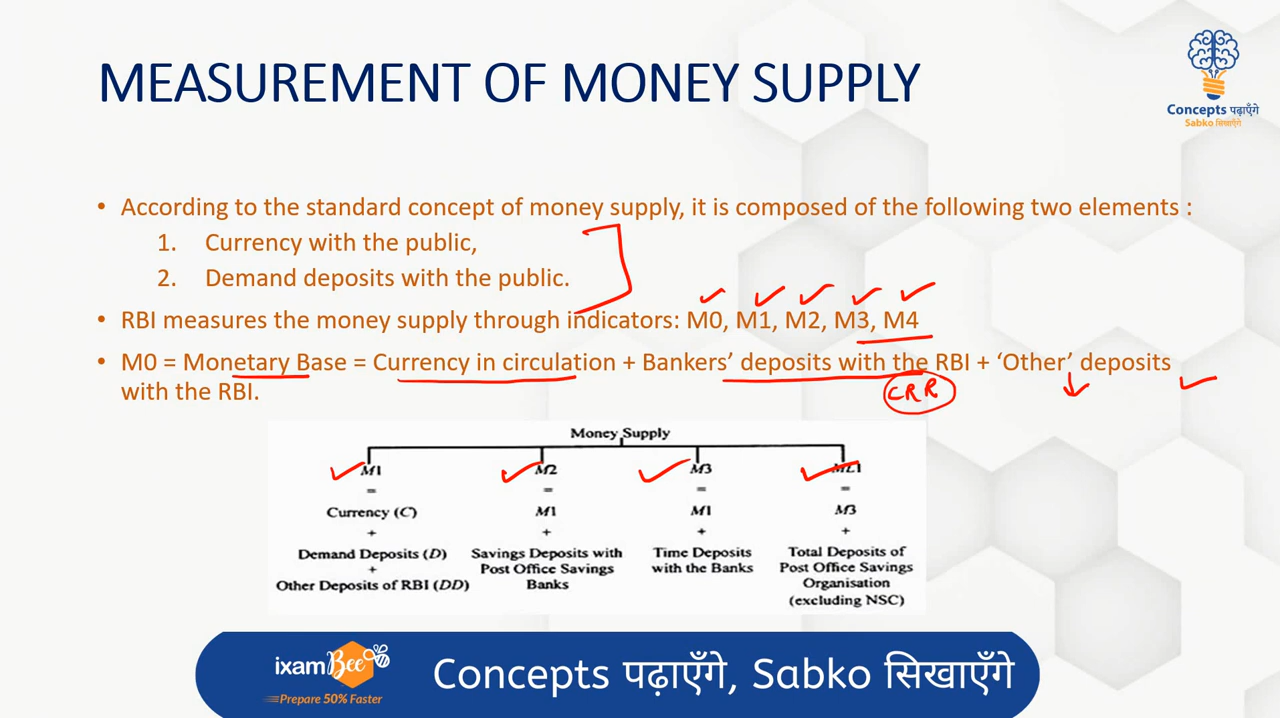 MEASUREMENT OF MONEY SUPPLY
Concepts पढ़ाएँगे
Sabko सिखाएँगे
• According to the standard concept of money supply, it is composed of the following two elements :
1. Currency with the public,
2. Demand deposits with the public.
• RBI measures the money supply through indicators: M0, M1, M2, M3, M4
• M0 = Monetary Base = Currency in circulation + Bankers’ deposits with the RBI + ‘Other’ deposits
with the RBI.
CRR
Money Supply
M1
=
Currency (C)
+
Demand Deposits (D)
+
Other Deposits of RBI (DD)
M2
=
M1
+
Savings Deposits with
Post Office Savings
Banks
M3
=
M1
+
Time Deposits
with the Banks
=
M3
+
Total Deposits of
Post Office Savings
Organisation
(excluding NSC)
ixamBee
Prepare 50% Faster
Concepts पढ़ाएँगे, Sabko सिखाएँगे